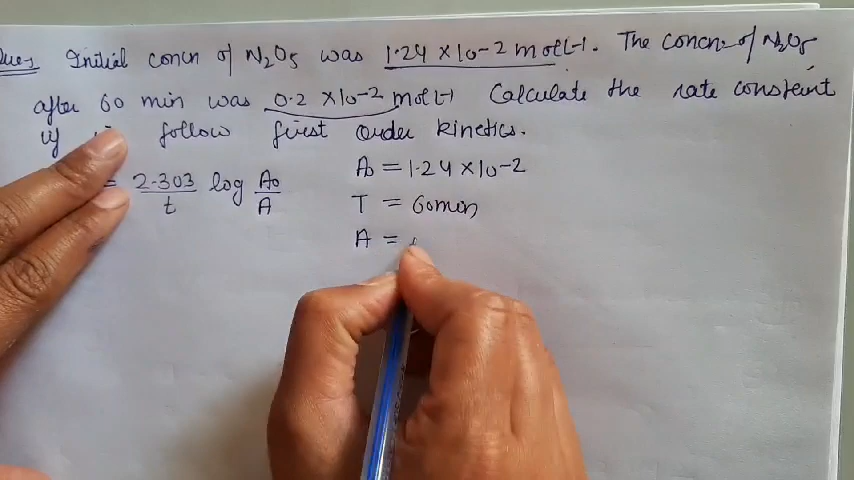 Ques Initial concn of N2O5 was 1.24 ×10-2 mol L-1. The concn of N2O5
after 60 min was 0.2 ×10-2 mol L-1 Calculate the rate constant
if follow first order kinetics.
= 2.303/t log A0/A
A0 = 1.24 ×10-2
T = 60min
A =